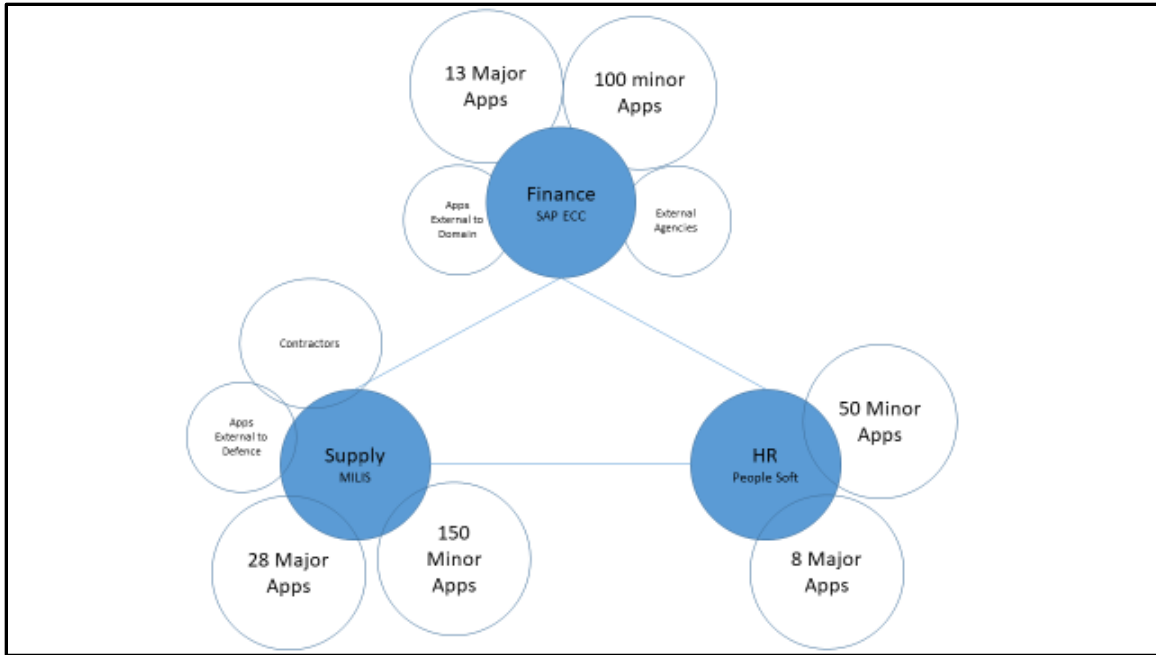 13 Major
Apps
100 minor
Apps
Finance
SAP ECC
Apps
External to
Domain
External
Agencies
Contractors
Apps
External to
Defence
Supply
MILIS
28 Major
Apps
150
Minor
Apps
50 Minor
Apps
HR
People Soft
8 Major
Apps